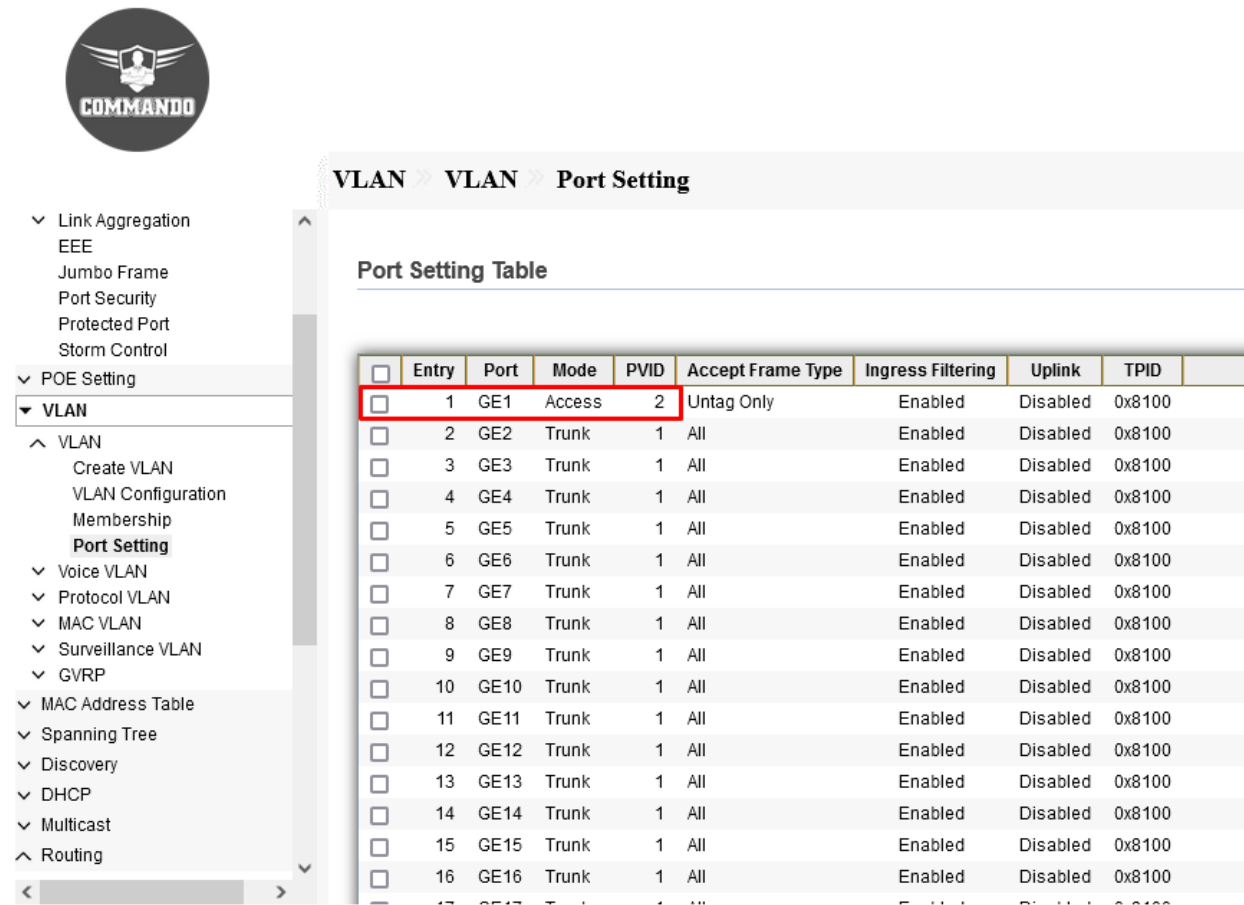 COMMANDO
VLAN » VLAN » Port Setting
Link Aggregation
EEE
Jumbo Frame
Port Security
Protected Port
Storm Control
POE Setting
VLAN
VLAN
Create VLAN
VLAN Configuration
Membership
Port Setting
Voice VLAN
Protocol VLAN
MAC VLAN
Surveillance VLAN
GVRP
MAC Address Table
Spanning Tree
Discovery
DHCP
Multicast
Routing
Port Setting Table
Entry Port Mode PVID Accept Frame Type Ingress Filtering Uplink TPID
1 GE1 Access 2 Untag Only Enabled Disabled 0x8100
2 GE2 Trunk 1 All Enabled Disabled 0x8100
3 GE3 Trunk 1 All Enabled Disabled 0x8100
4 GE4 Trunk 1 All Enabled Disabled 0x8100
5 GE5 Trunk 1 All Enabled Disabled 0x8100
6 GE6 Trunk 1 All Enabled Disabled 0x8100
7 GE7 Trunk 1 All Enabled Disabled 0x8100
8 GE8 Trunk 1 All Enabled Disabled 0x8100
9 GE9 Trunk 1 All Enabled Disabled 0x8100
10 GE10 Trunk 1 All Enabled Disabled 0x8100
11 GE11 Trunk 1 All Enabled Disabled 0x8100
12 GE12 Trunk 1 All Enabled Disabled 0x8100
13 GE13 Trunk 1 All Enabled Disabled 0x8100
14 GE14 Trunk 1 All Enabled Disabled 0x8100
15 GE15 Trunk 1 All Enabled Disabled 0x8100
16 GE16 Trunk 1 All Enabled Disabled 0x8100